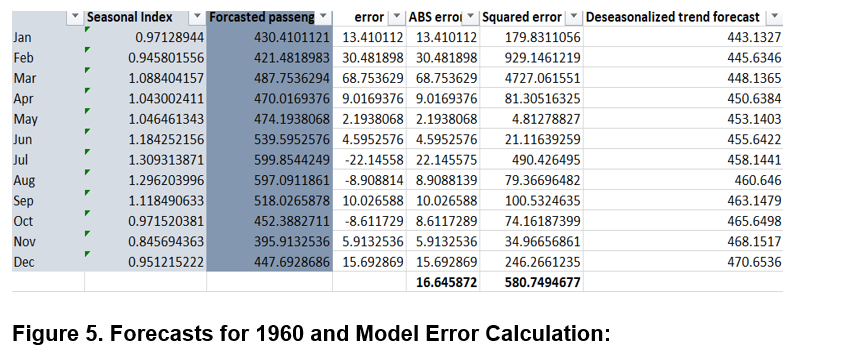 Seasonal Index Forcasted passeng error ABS error Squared error Deseasonalized trend forecast
Jan 0.97128944 430.4101121 13.410112 13.410112 179.8311056 443.1327
Feb 0.945801556 421.4818983 30.481898 30.481898 929.1461219 445.6346
Mar 1.088404157 487.7536294 68.753629 68.753629 4727.061551 448.1365
Apr 1.043002411 470.0169376 9.0169376 9.0169376 81.30516325 450.6384
May 1.046461343 474.1938068 2.1938068 2.1938068 4.81278827 453.1403
Jun 1.184252156 539.5952576 4.5952576 4.5952576 21.11639259 455.6422
Jul 1.309313871 599.8544249 -22.14558 22.145575 490.426495 458.1441
Aug 1.296203996 597.0911861 -8.908814 8.9088139 79.36696482 460.646
Sep 1.118490633 518.0265878 10.026588 10.026588 100.5324635 463.1479
Oct 0.971520381 452.3882711 -8.611729 8.6117289 74.16187399 465.6498
Nov 0.845694363 395.9132536 5.9132536 5.9132536 34.96656861 468.1517
Dec 0.951215222 447.6928686 15.692869 15.692869 246.2661235 470.6536
16.645872 580.7494677
Figure 5. Forecasts for 1960 and Model Error Calculation: